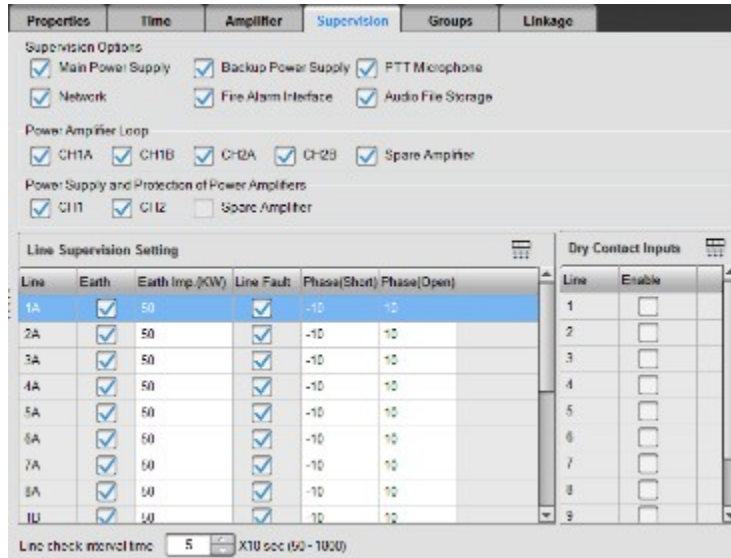 Properties Time Amplifier Supervision Groups Linkage
Supervision Options
Main Power Supply Backup Power Supply PTT Microphone
Network Fire Alarm Interface Audio File Storage
Power Amplifier Loop
CH1A CH1B CH2A CH2B Spare Amplifier
Power Supply and Protection of Power Amplifiers
CH1 CH2 Spare Amplifier
Line Supervision Setting Dry Contact Inputs
Line Earth Earth Imp.(KW) Line Fault Phase(Short) Phase(Open) Line Enable
1A 50 -10 10 1
2A 50 -10 10 2
3A 50 -10 10 3
4A 50 -10 10 4
5A 50 -10 10 5
6A 50 -10 10 6
7A 50 -10 10 7
8A 50 -10 10 8
1B 50 -10 10 9
Line check interval time 5 X10 sec (50 - 1800)